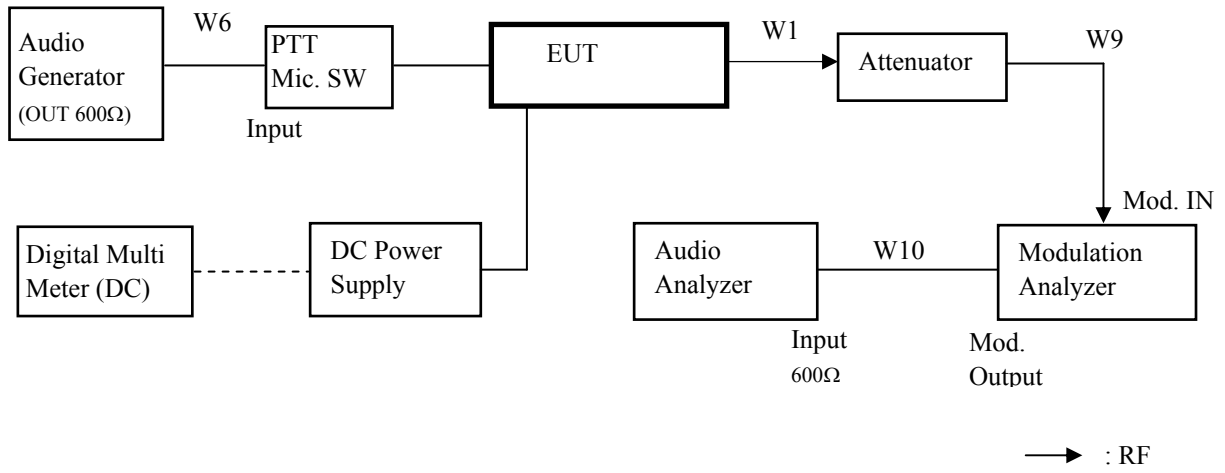 W6
Audio
Generator
(OUT 600Ω)
PTT
Mic. SW
Input
EUT
W1
Attenuator
W9
Mod. IN
Digital Multi
Meter (DC)
DC Power
Supply
Audio
Analyzer
W10
Modulation
Analyzer
Input
600Ω
Mod.
Output
: RF